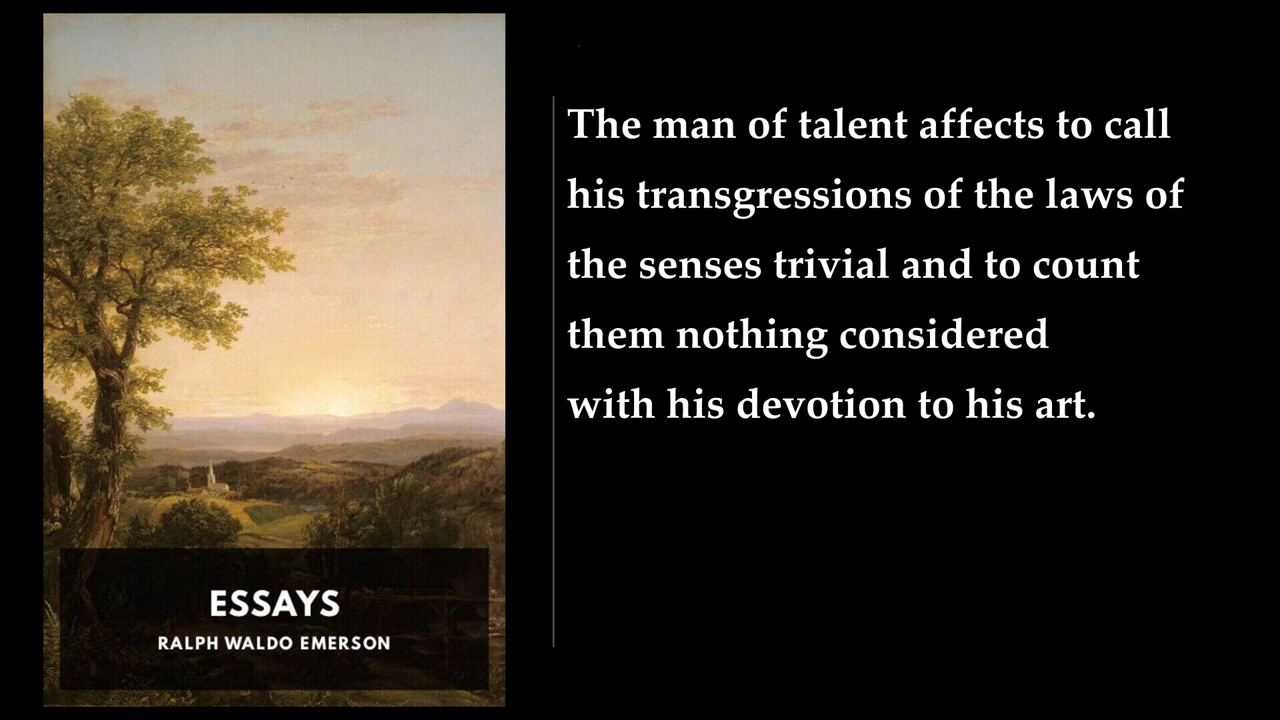 The man of talent affects to call
his transgressions of the laws of
the senses trivial and to count
them nothing considered
with his devotion to his art.
ESSAYS
RALPH WALDO EMERSON